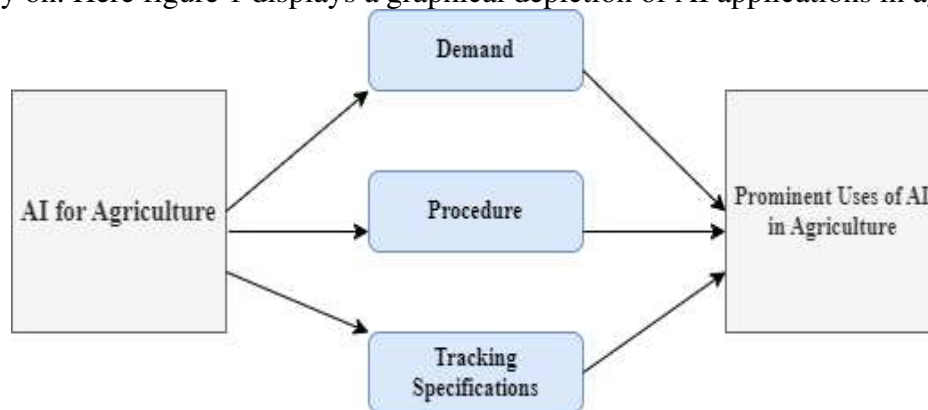 y on. Here figure 1 displays a graphical depiction of AI applications in ag
Demand
AI for Agriculture
Procedure
Prominent Uses of AI
in Agriculture
Tracking
Specifications